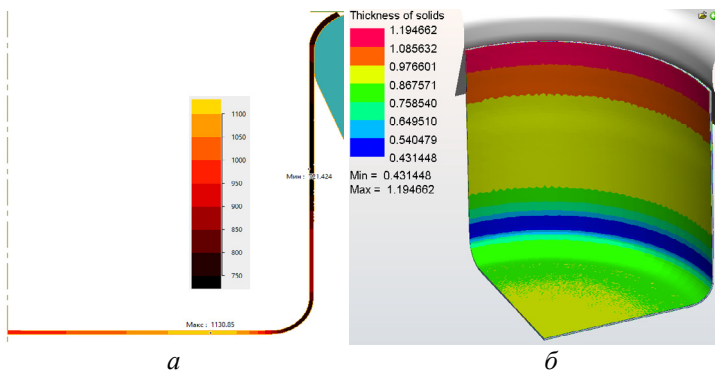 Thickness of solids
1.194662
1.085632
0.976601
0.867571
0.758540
0.649510
0.540479
0.431448
Min = 0.431448
Max = 1.194662
1100
1050
1000
950
900
850
800
750
Мин :
Макс : 1130.85
а
б